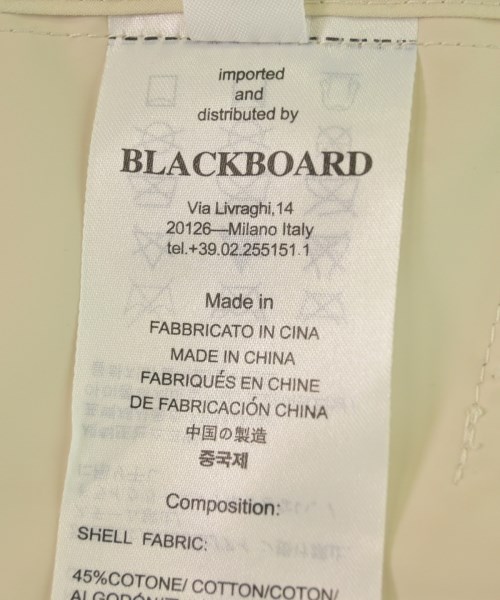 imported
and
distributed by
BLACKBOARD
Via Livraghi,14
20126—Milano Italy
tel.+39.02.255151.1
Made in
FABBRICATO IN CINA
MADE IN CHINA
FABRIQUÉS EN CHINE
DE FABRICACIÓN CHINA
中国の製造
중국제
Composition:
SHELL FABRIC:
45%COTONE/ COTTON/COTON/